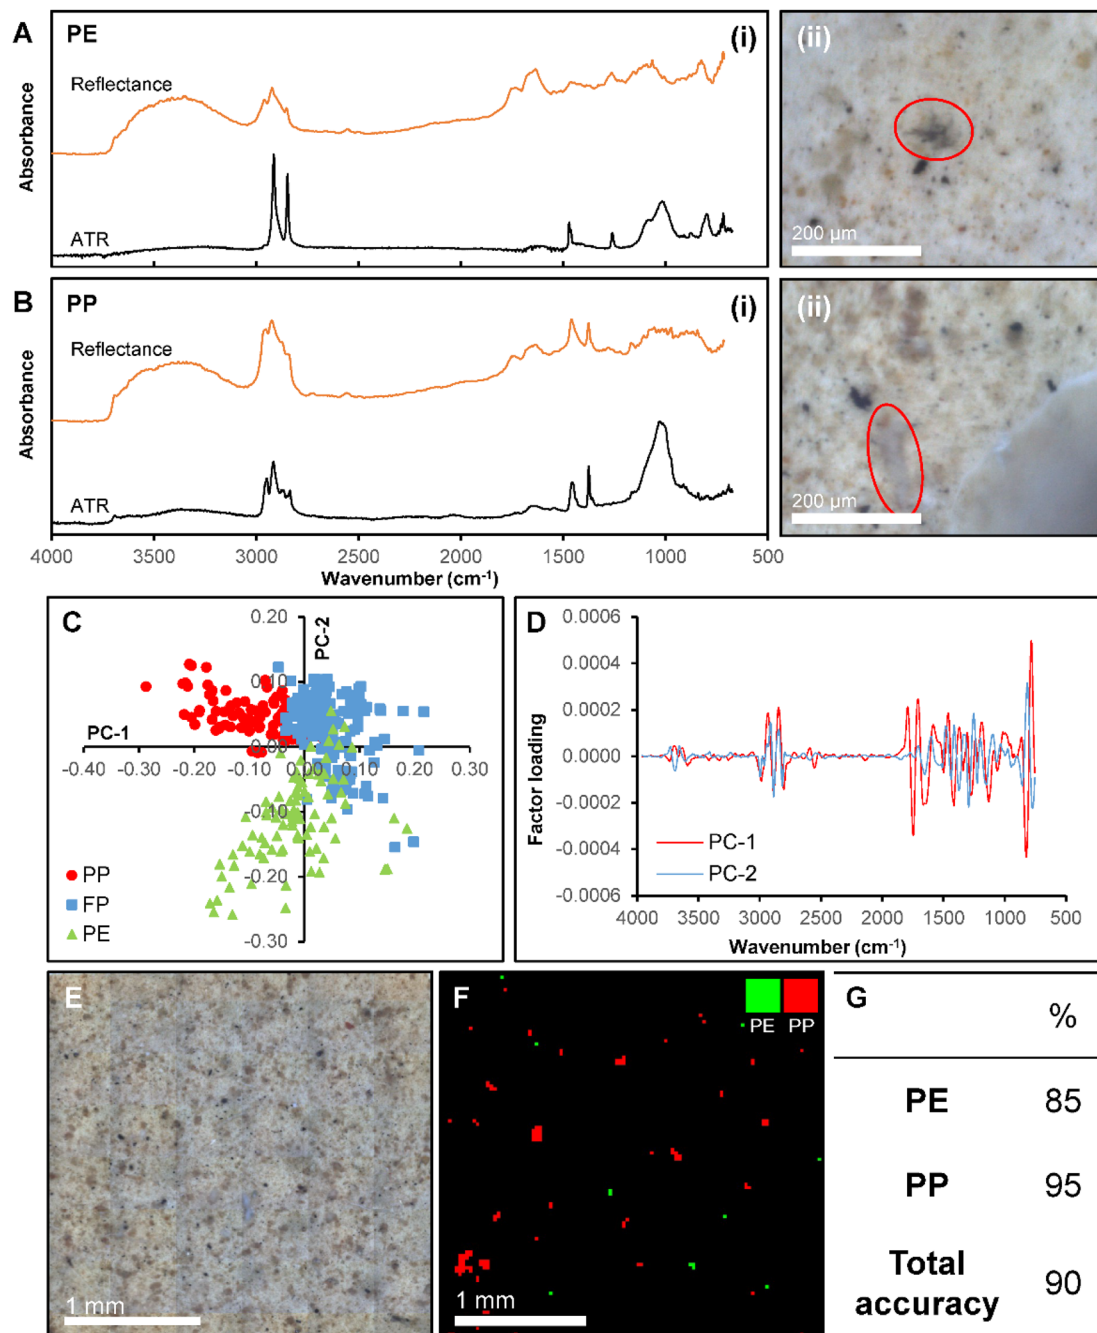 A PE (i) (ii)
Reflectance
Absorbance
ATR
200 µm
B PP (i) (ii)
Reflectance
Absorbance
ATR
200 µm
4000 3500 3000 2500 2000 1500 1000 500
Wavenumber (cm⁻¹)
C
0.20
PC-2
0.10
PC-1
0.00
-0.40 -0.30 -0.20 -0.10 0.00 0.10 0.20 0.30
-0.10
-0.20
-0.30
PP
FP
PE
D
0.0006
0.0004
0.0002
0.0000
-0.0002
-0.0004
-0.0006
Factor loading
PC-1
PC-2
4000 3500 3000 2500 2000 1500 1000 500
Wavenumber (cm⁻¹)
E
1 mm
F
PE PP
1 mm
G
%
PE 85
PP 95
Total
accuracy 90